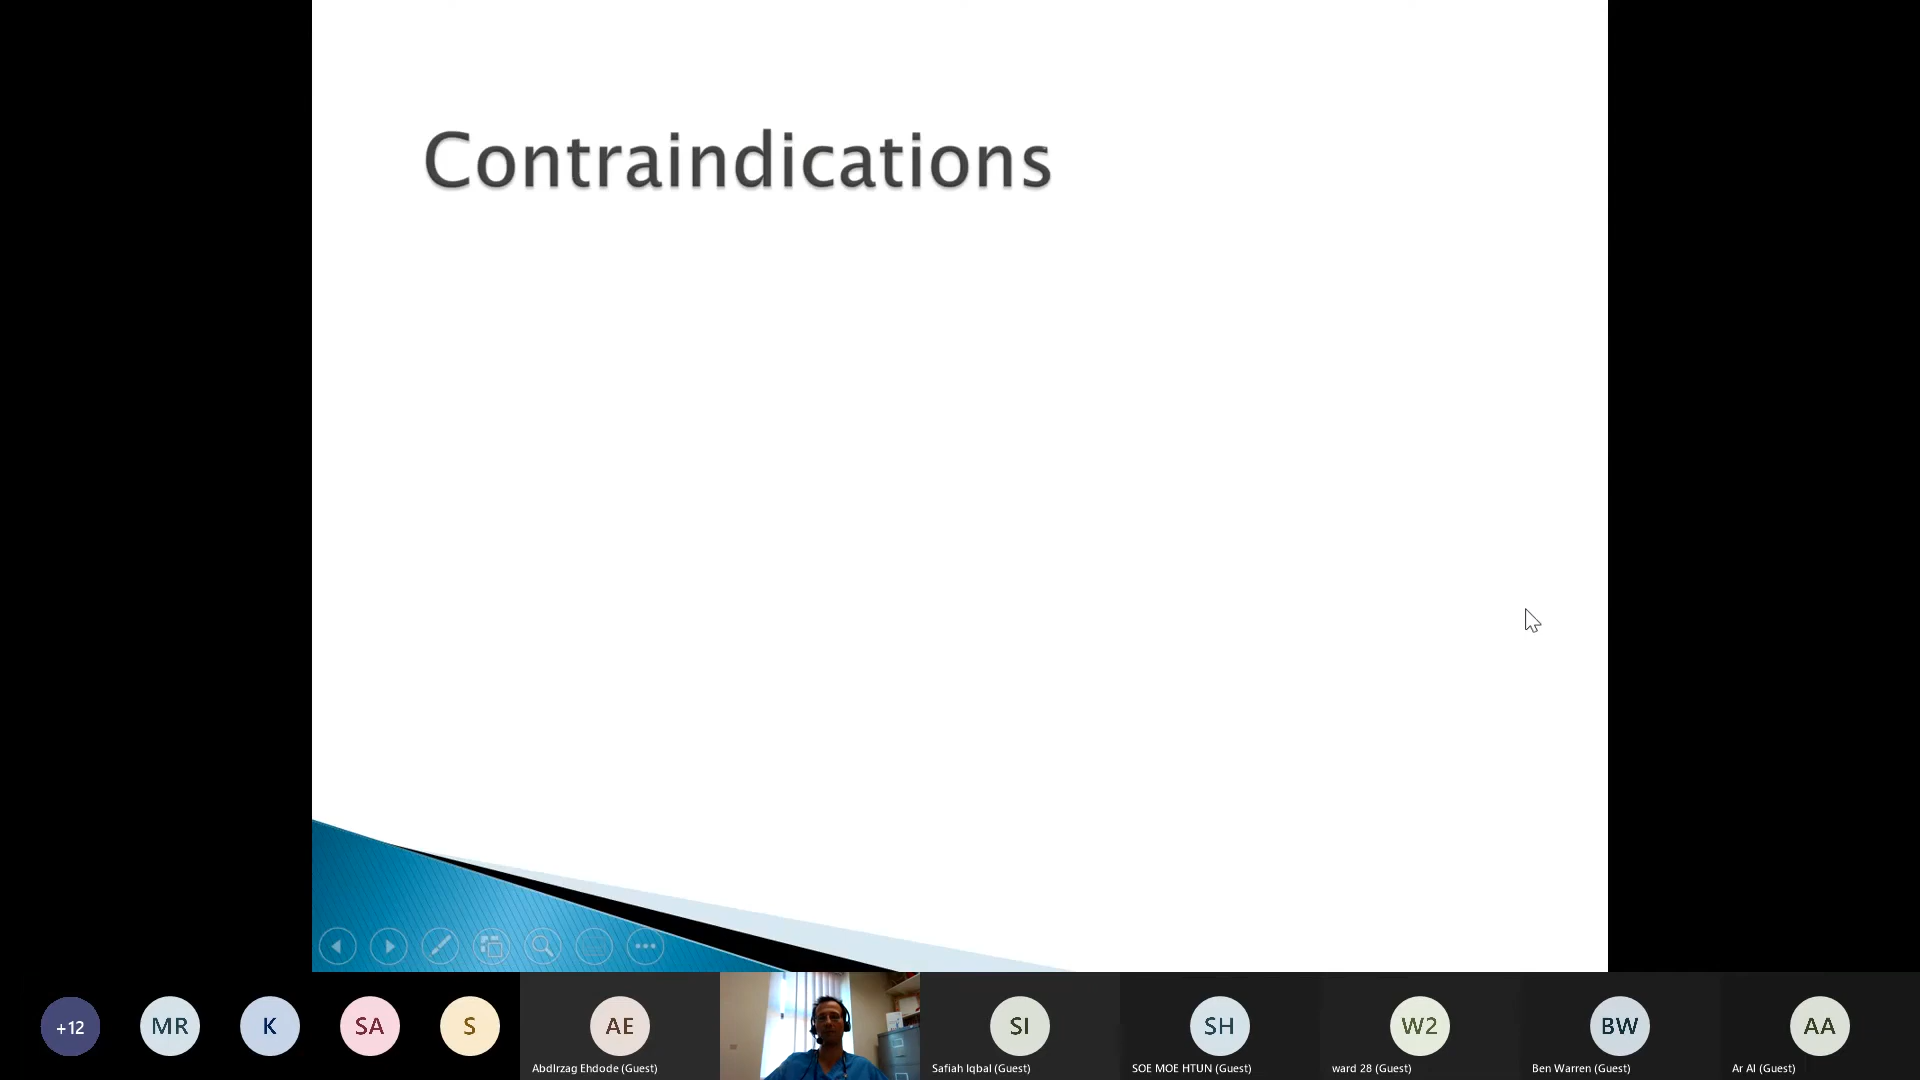 Contraindications
+12
MR
K
SA
S
AE
SI
SH
W2
BW
AA
Abdlrzag Ehdode (Guest)
Safiah Iqbal (Guest)
SOE MOE HTUN (Guest)
ward 28 (Guest)
Ben Warren (Guest)
Ar Al (Guest)